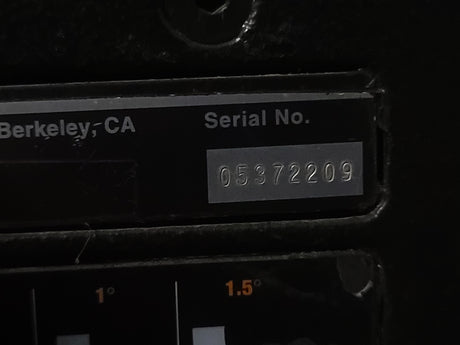 Berkeley, CA
Serial No.
05372209
1°
1.5°